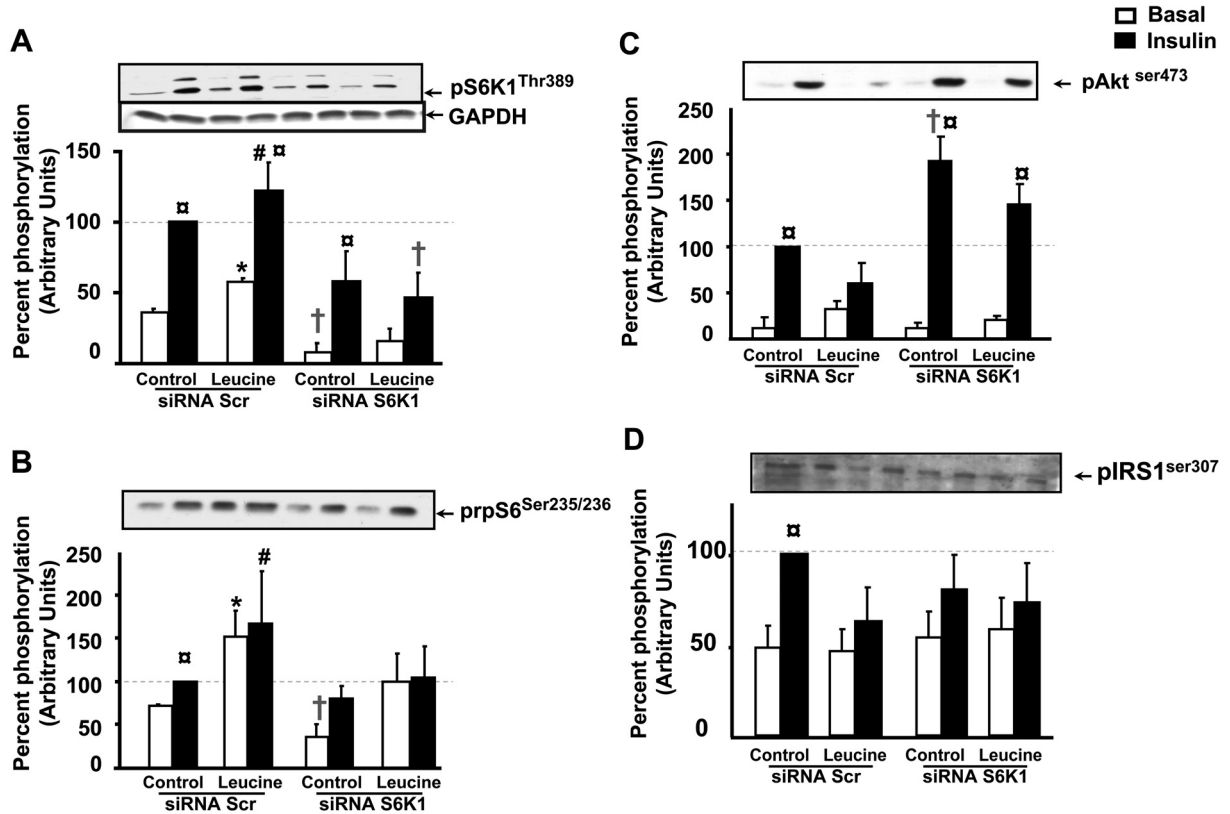 Basal
Insulin
A
pS6K1Thr389
GAPDH
Percent phosphorylation
(Arbitrary Units)
150
# ¤
¤
100
*
¤
†
50
†
0
Control Leucine Control Leucine
siRNA Scr siRNA S6K1
B
prpS6Ser235/236
Percent phosphorylation
(Arbitrary Units)
250
#
200
*
150
¤
100
†
50
0
Control Leucine Control Leucine
siRNA Scr siRNA S6K1
C
pAkt ser473
Percent phosphorylation
(Arbitrary Units)
250
† ¤
200
¤
150
¤
100
50
0
Control Leucine Control Leucine
siRNA Scr siRNA S6K1
D
pIRS1ser307
Percent phosphorylation
(Arbitrary Units)
¤
100
50
0
Control Leucine Control Leucine
siRNA Scr siRNA S6K1